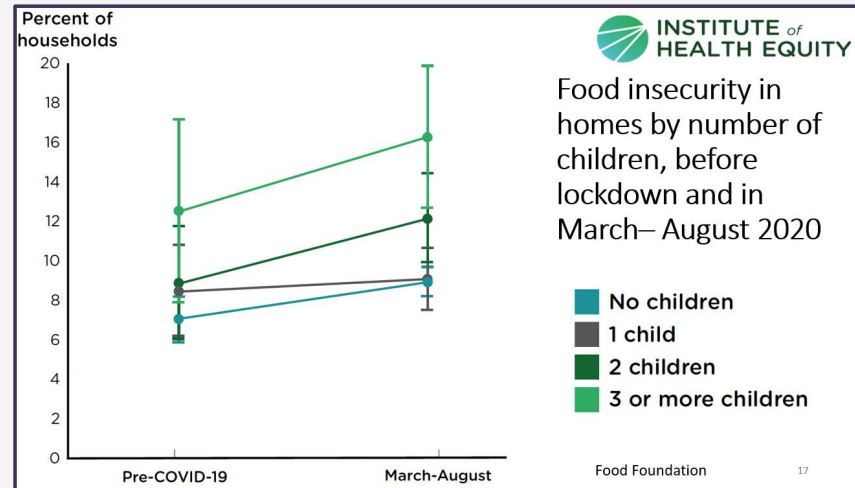 Percent of
households
20
18
16
14
12
10
8
6
4
2
0
Pre-COVID-19
March-August
INSTITUTE of
HEALTH EQUITY
Food insecurity in
homes by number of
children, before
lockdown and in
March– August 2020
No children
1 child
2 children
3 or more children
Food Foundation
17